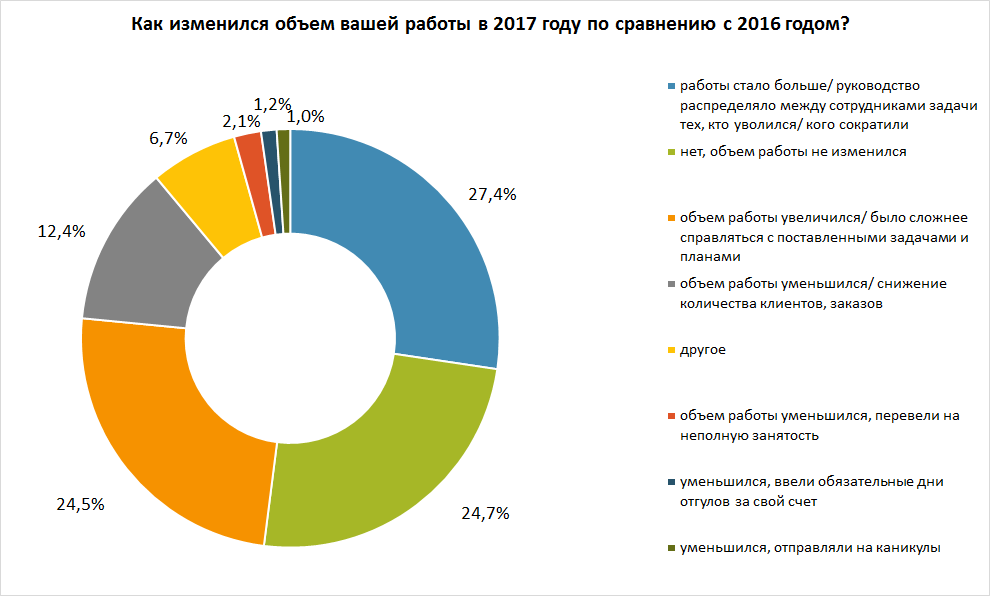 Как изменился объем вашей работы в 2017 году по сравнению с 2016 годом?
1,2%
1,0%
2,1%
6,7%
27,4%
12,4%
24,5%
24,7%
работы стало больше/ руководство
распределяло между сотрудниками задачи
тех, кто уволился/ кого сократили
нет, объем работы не изменился
объем работы увеличился/ было сложнее
справляться с поставленными задачами и
планами
объем работы уменьшился/ снижение
количества клиентов, заказов
другое
объем работы уменьшился, перевели на
неполную занятость
уменьшился, ввели обязательные дни
отгулов за свой счет
уменьшился, отправляли на каникулы